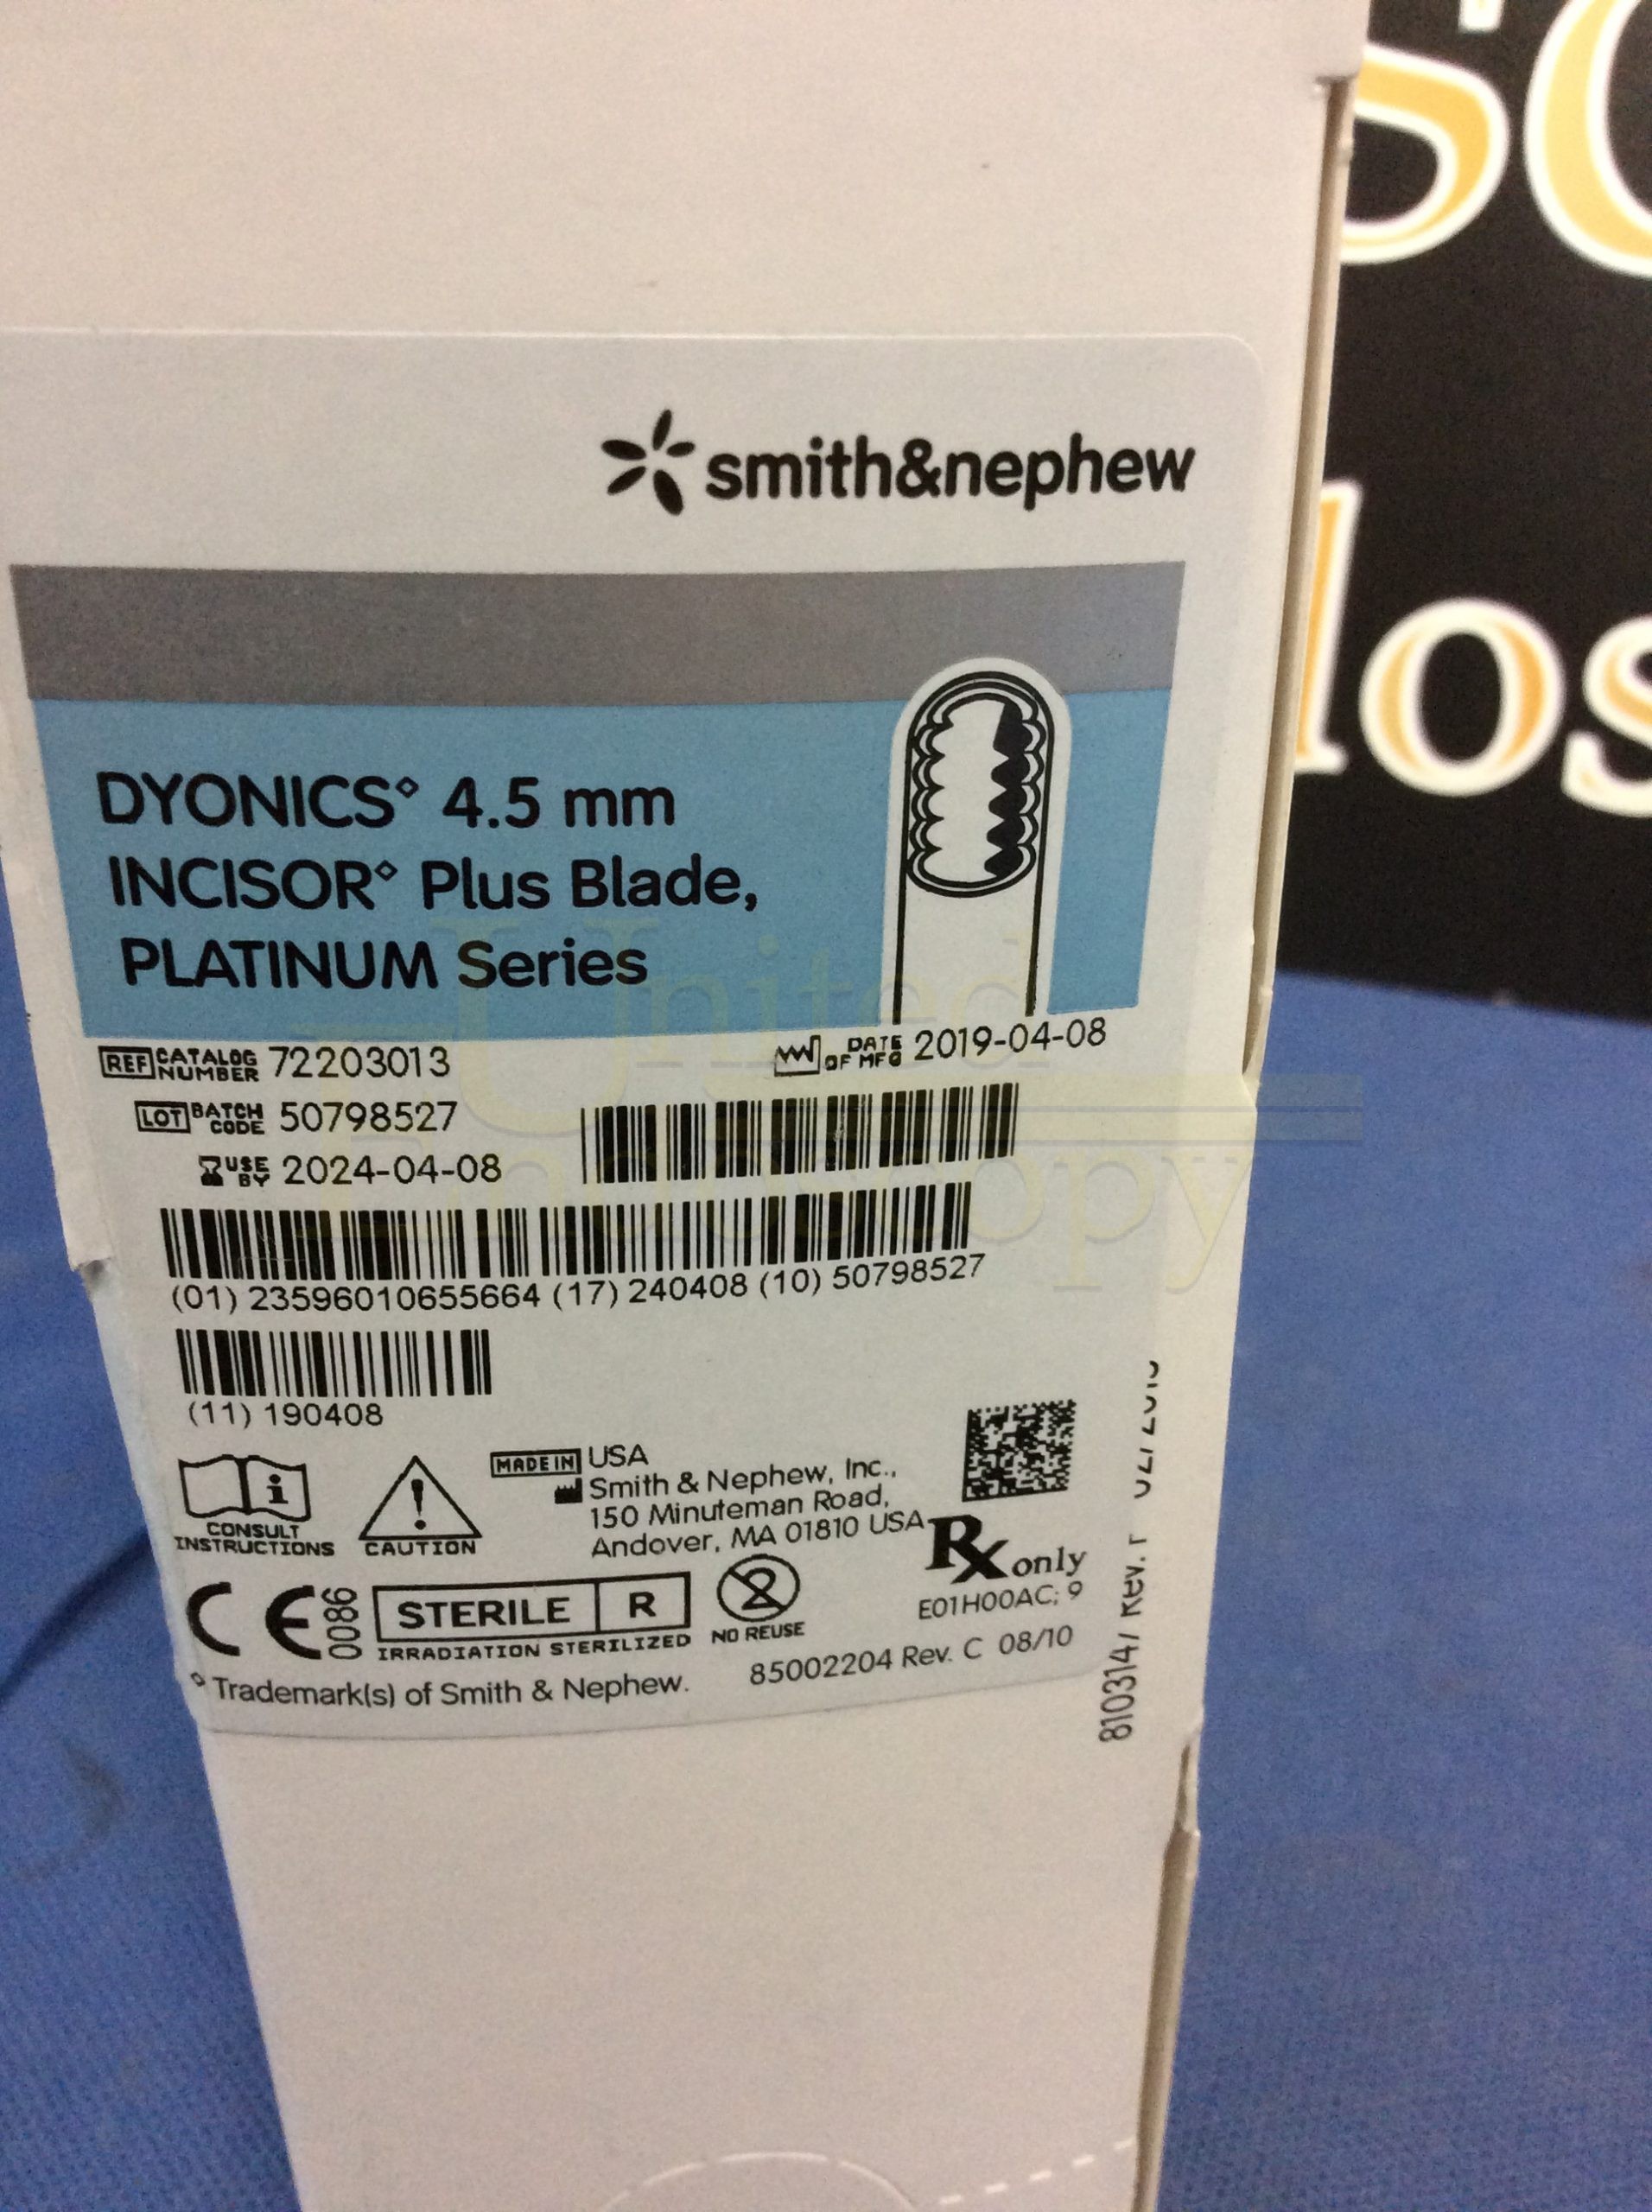 smith&nephew
DYONICS◊ 4.5 mm
INCISOR◊ Plus Blade,
PLATINUM Series
REF CATALOG NUMBER 72203013
DATE OF MFG 2019-04-08
LOT BATCH CODE 50798527
USE BY 2024-04-08
(01) 23596010655664 (17) 240408 (10) 50798527
(11) 190408
CONSULT INSTRUCTIONS
CAUTION
MADE IN USA
Smith & Nephew, Inc.,
150 Minuteman Road,
Andover, MA 01810 USA
Rx only
E01H00AC; 9
CE 0086
STERILE R
IRRADIATION STERILIZED
NO REUSE
◊ Trademark(s) of Smith & Nephew.
85002204 Rev. C 08/10
United